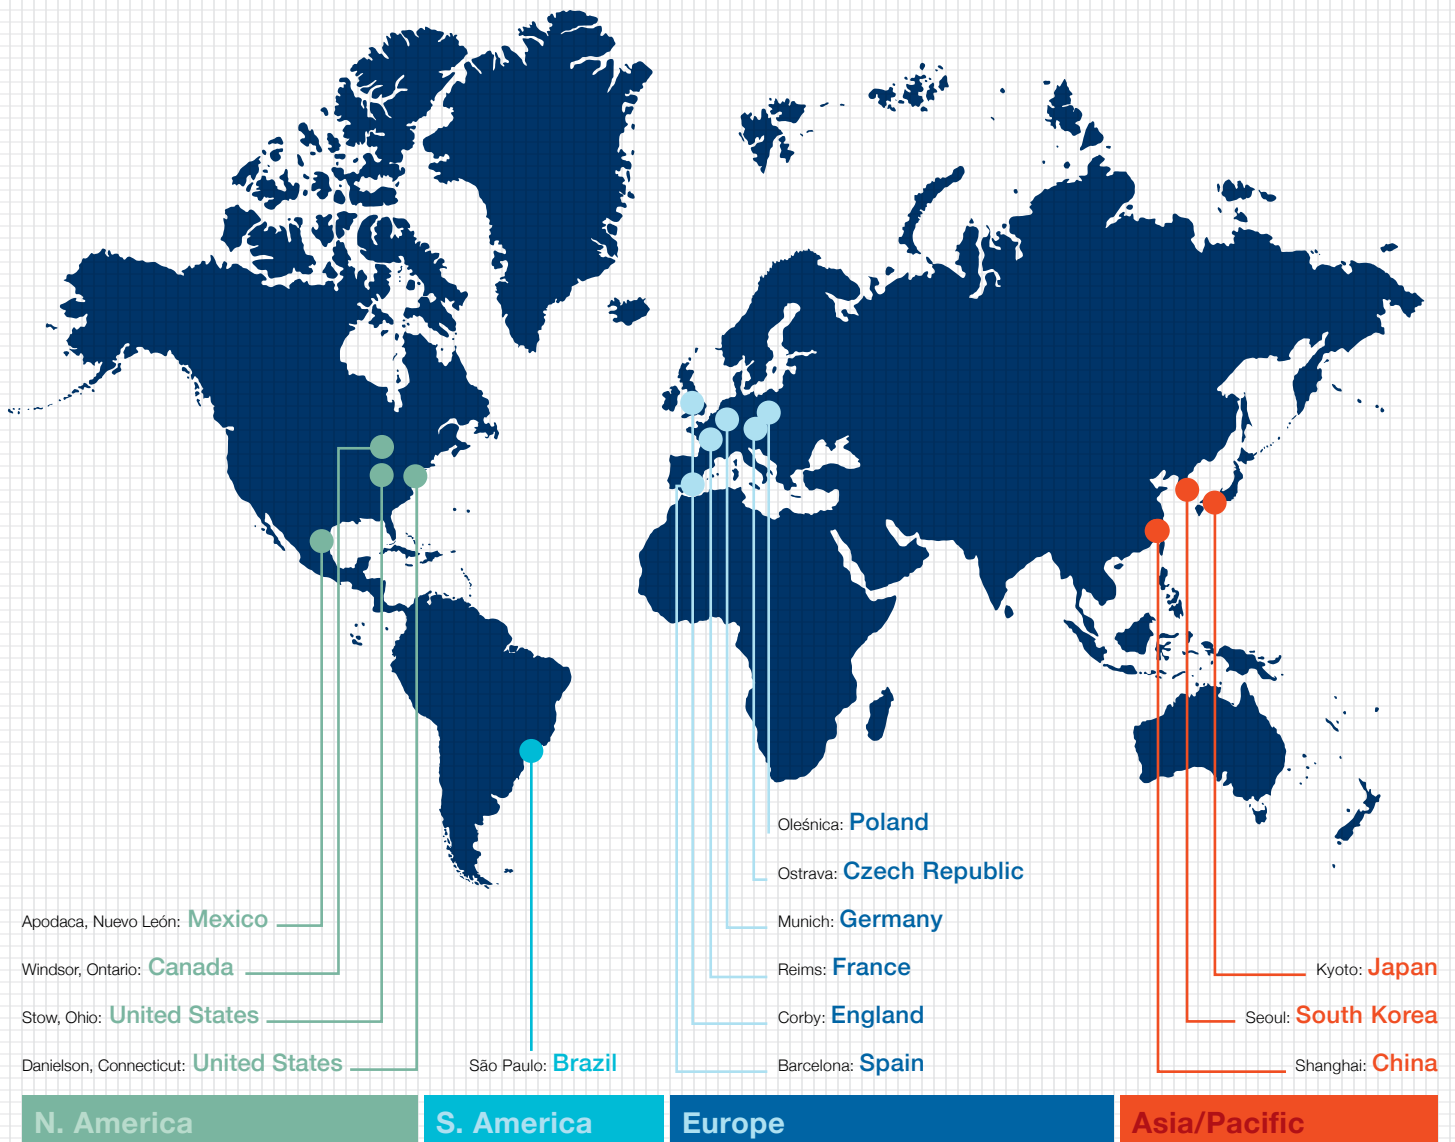 Oleśnica: Poland
Ostrava: Czech Republic
Apodaca, Nuevo León: Mexico
Munich: Germany
Windsor, Ontario: Canada
Reims: France
Kyoto: Japan
Stow, Ohio: United States
Corby: England
Seoul: South Korea
Danielson, Connecticut: United States
São Paulo: Brazil
Barcelona: Spain
Shanghai: China
N. America
S. America
Europe
Asia/Pacific